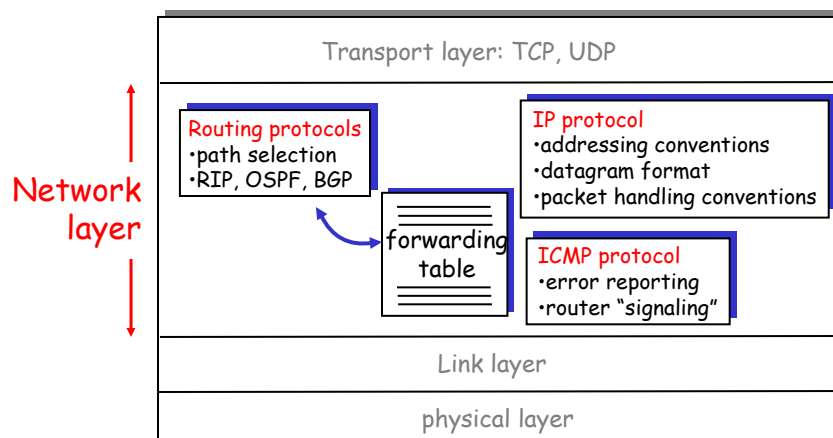 Transport layer: TCP, UDP
Network
layer
Routing protocols
•path selection
•RIP, OSPF, BGP
forwarding
table
IP protocol
•addressing conventions
•datagram format
•packet handling conventions
ICMP protocol
•error reporting
•router “signaling”
Link layer
physical layer